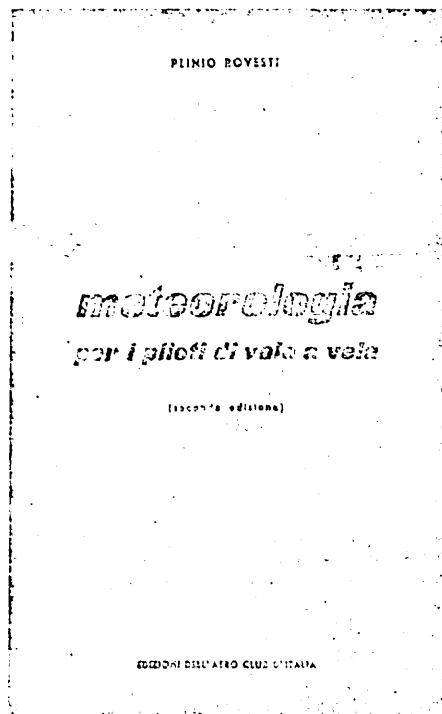 PLINIO ROVESTI
meteorologia
per i piloti di volo a vela
(seconda edizione)
EDIZIONI DELL'AERO CLUB D'ITALIA